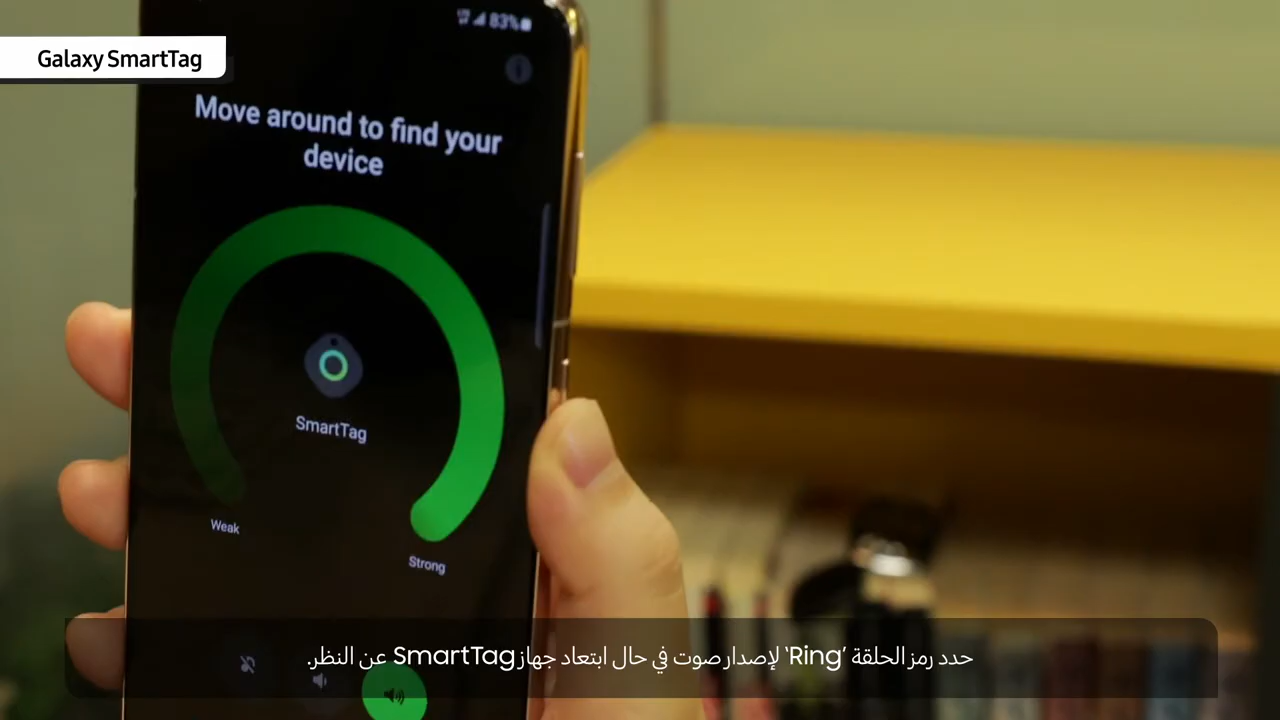 83%
Galaxy SmartTag
Move around to find your
device
SmartTag
Weak
Strong
حدد رمز الحلقة ‘Ring’ لإصدار صوت في حال ابتعاد جهاز SmartTag عن النظر.